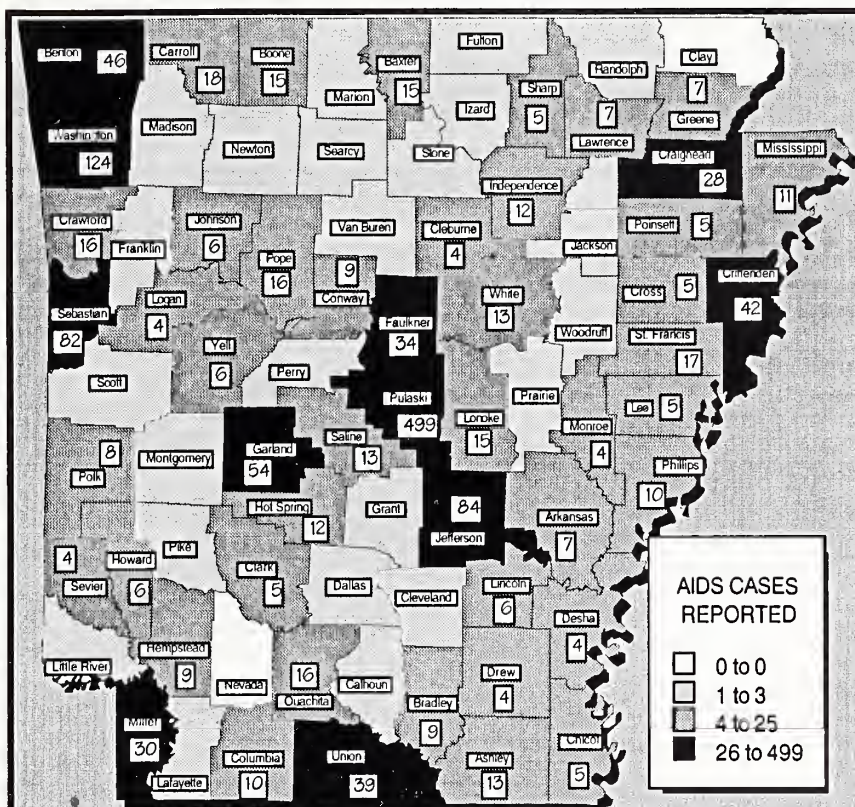 Benton
46
Carroll
18
Boone
15
Marion
Baxter
15
Fulton
Izard
Sharp
5
Randolph
Clay
7
Greene
7
Lawrence
Washington
124
Madison
Newton
Searcy
Stone
Independence
12
Craighead
28
Mississippi
11
Crawford
16
Franklin
Johnson
6
Pope
16
Van Buren
9
Conway
Cleburne
4
Jackson
Poinsett
5
Sebastian
82
Logan
4
Yell
6
Faulkner
34
White
13
Woodruff
Cross
5
Crittenden
42
St. Francis
17
Scott
Perry
Pulaski
499
Lonoke
15
Prairie
Monroe
4
Lee
5
Phillips
10
Polk
8
Montgomery
Garland
54
Saline
13
Hot Spring
12
Grant
84
Jefferson
Arkansas
7
4
Sevier
Howard
6
Pike
Clark
5
Dallas
Cleveland
Lincoln
6
Desha
4
Little River
Hempstead
9
Nevada
16
Ouachita
Calhoun
Bradley
9
Drew
4
Miller
30
Lafayette
Columbia
10
Union
39
Ashley
13
Chicot
5
AIDS CASES
REPORTED
0 to 0
1 to 3
4 to 25
26 to 499